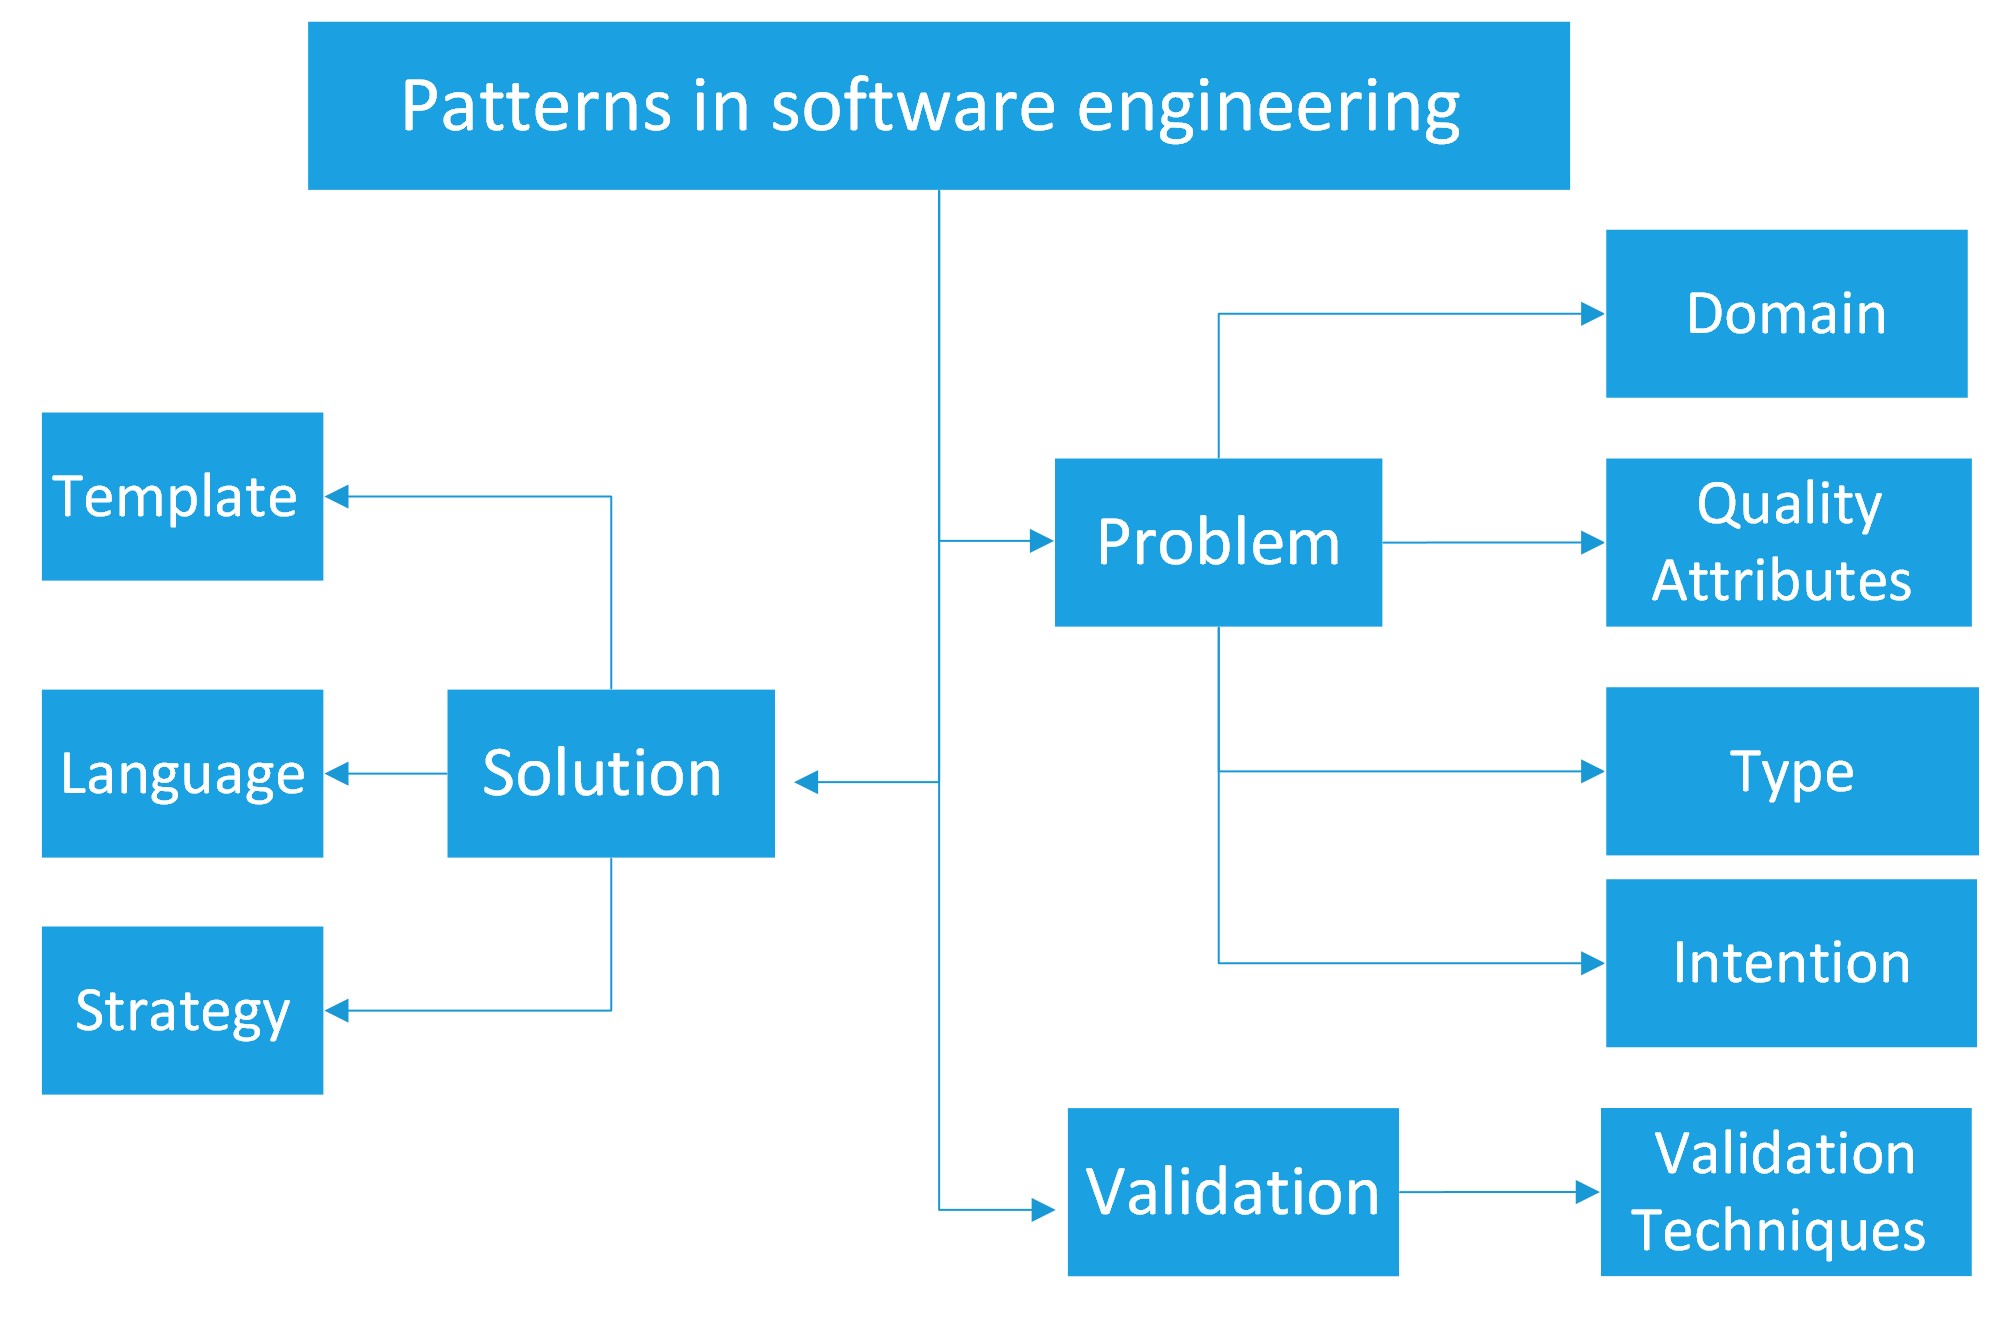 Patterns in software engineering
Domain
Template
Problem
Quality
Attributes
Language
Solution
Type
Strategy
Intention
Validation
Validation
Techniques